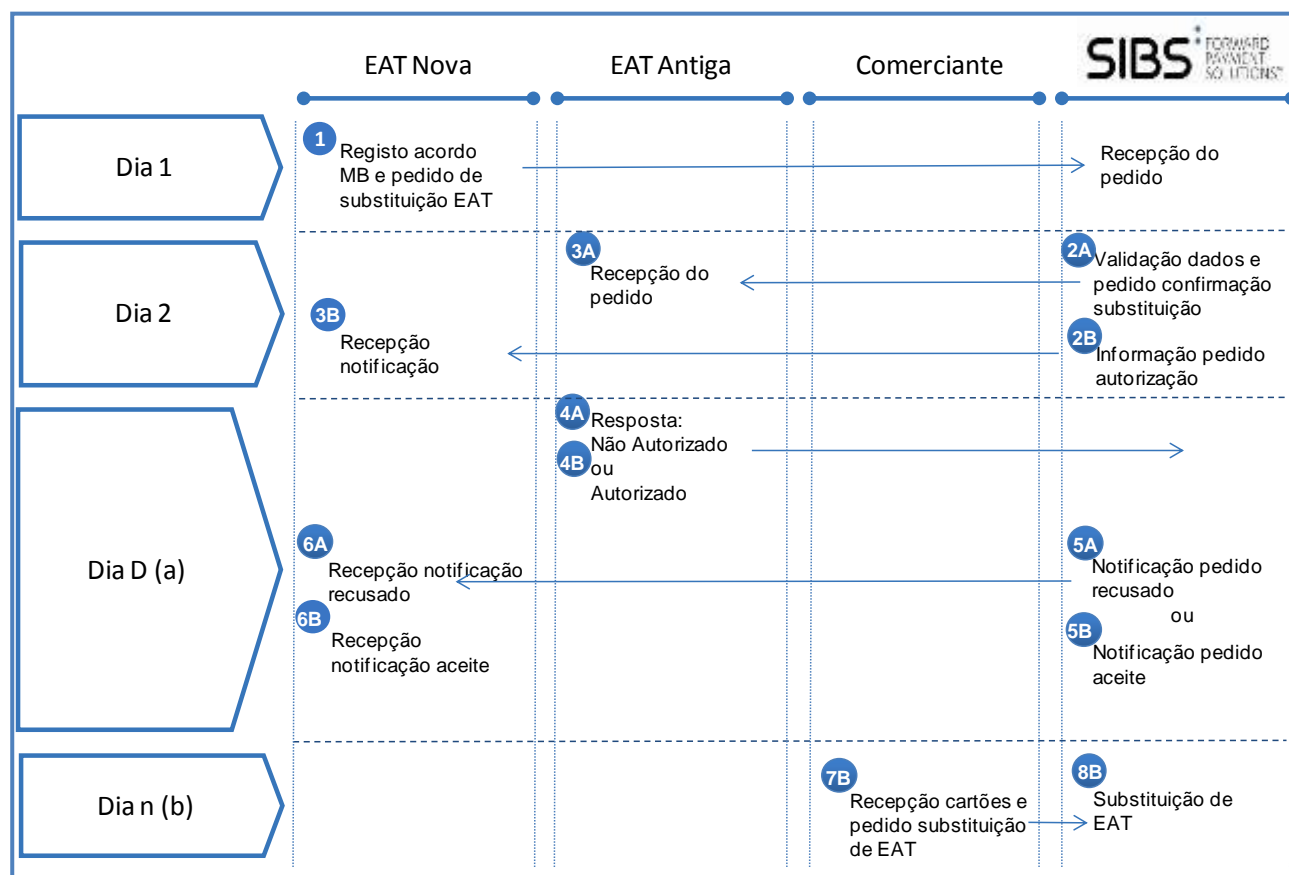 EAT Nova
EAT Antiga
Comerciante
SIBS
FORWARD
PAYMENT
SOLUTIONS™
Dia 1
1
Registo acordo
MB e pedido de
substituição EAT
Recepção do
pedido
Dia 2
3A
Recepção do
pedido
2A
Validação dados e
pedido confirmação
substituição
3B
Recepção
notificação
2B
Informação pedido
autorização
Dia D (a)
4A
Resposta:
Não Autorizado
4B
ou
Autorizado
6A
Recepção notificação
recusado
5A
Notificação pedido
recusado
ou
6B
Recepção
notificação aceite
5B
Notificação pedido
aceite
Dia n (b)
7B
Recepção cartões e
pedido substituição
de EAT
8B
Substituição de
EAT